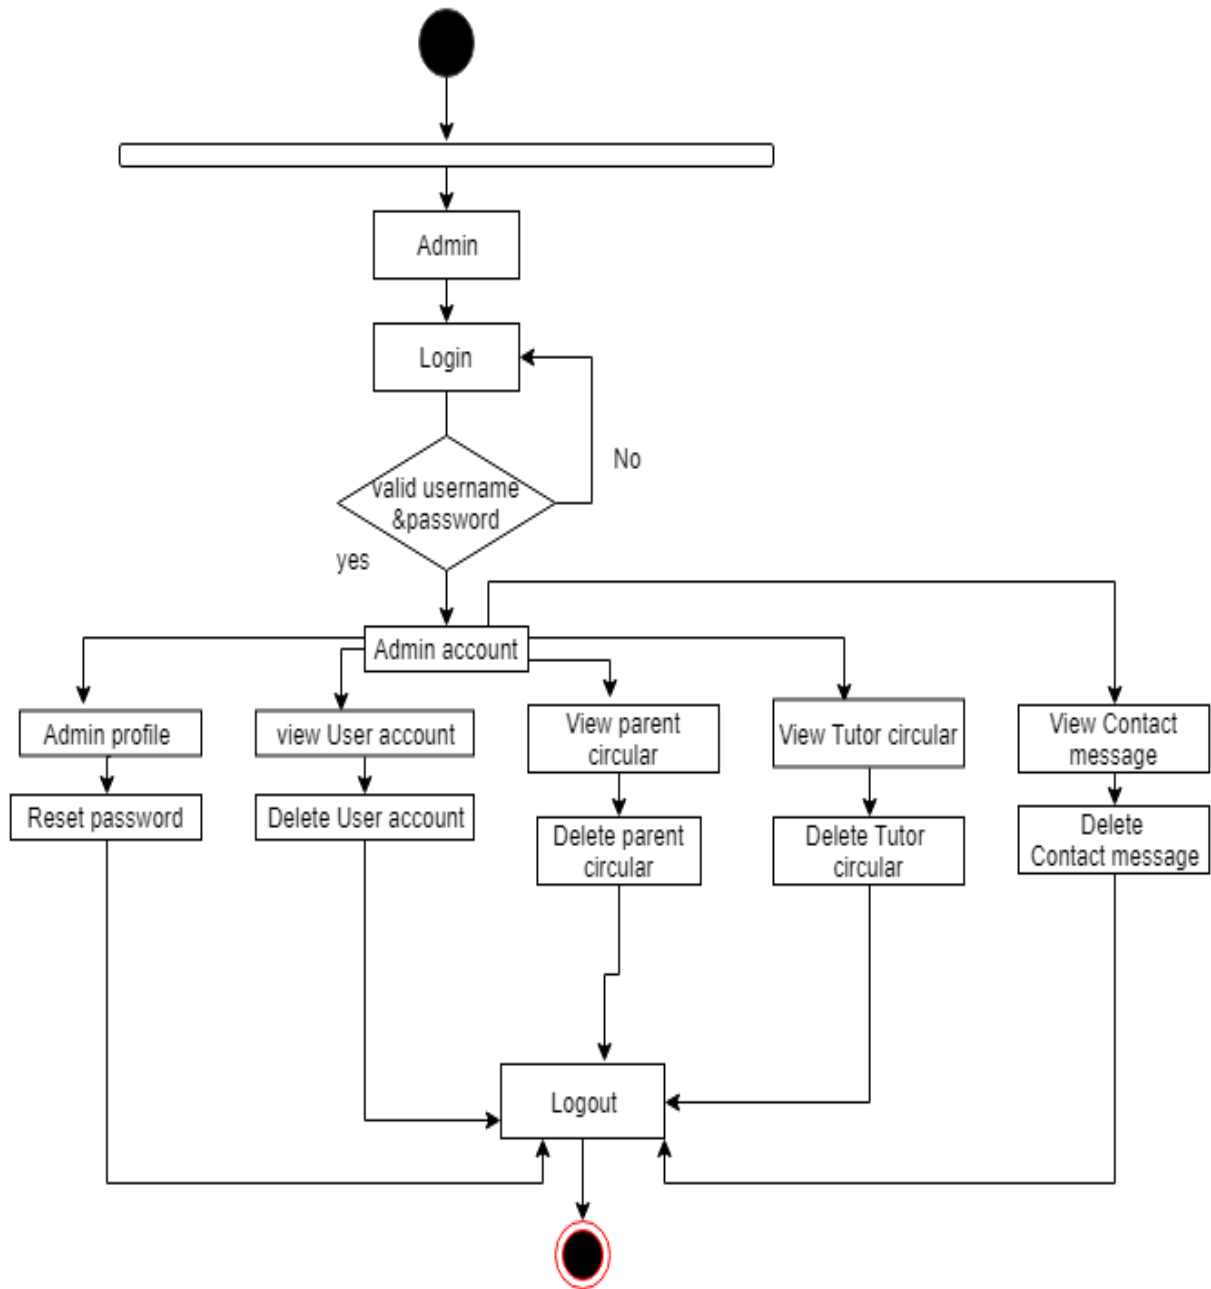 Admin
Login
No
valid username
&password
yes
Admin account
Admin profile
view User account
View parent
circular
View Tutor circular
View Contact
message
Reset password
Delete User account
Delete parent
circular
Delete Tutor
circular
Delete
Contact message
Logout